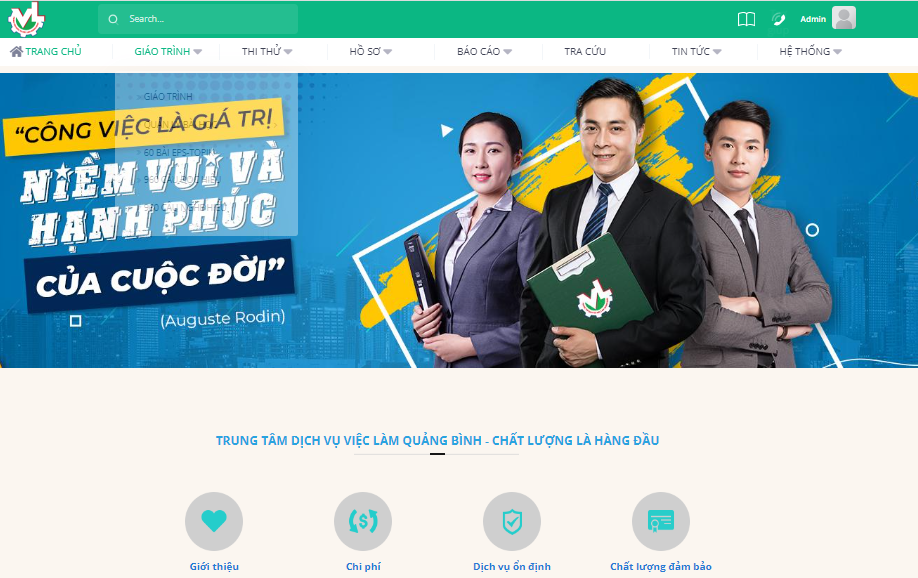 Search...
Admin
TRANG CHỦ
GIÁO TRÌNH
THI THỬ
HỒ SƠ
BÁO CÁO
TRA CỨU
TIN TỨC
HỆ THỐNG
GIÁO TRÌNH
60 BÀI EPS-TOPIK
“CÔNG VIỆC LÀ GIÁ TRỊ
NIỀM VUI VÀ
HẠNH PHÚC
CỦA CUỘC ĐỜI”
(Auguste Rodin)
TRUNG TÂM DỊCH VỤ VIỆC LÀM QUẢNG BÌNH - CHẤT LƯỢNG LÀ HÀNG ĐẦU
Giới thiệu
Chi phí
Dịch vụ ổn định
Chất lượng đảm bảo